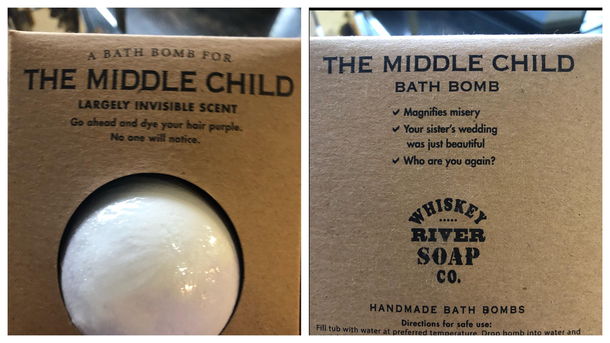 A BATH BOMB FOR
THE MIDDLE CHILD
LARGELY INVISIBLE SCENT
Go ahead and dye your hair purple.
No one will notice.
THE MIDDLE CHILD
BATH BOMB
✓ Magnifies misery
✓ Your sister's wedding
was just beautiful
✓ Who are you again?
WHISKEY
RIVER
SOAP
CO.
HANDMADE BATH BOMBS
Directions for safe use:
Fill tub with water at preferred temperature. Drop bomb into water and